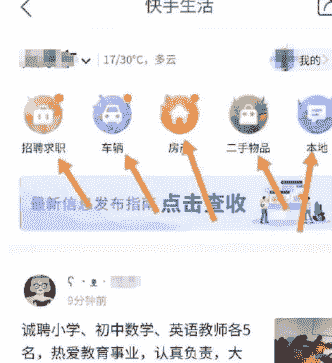 快手生活
17/30°C，多云
我的
招聘求职
车辆
房产
二手物品
本地
最新信息发布指南 点击查收
9分钟前
诚聘小学、初中数学、英语教师各5
名，热爱教育事业，认真负责，大